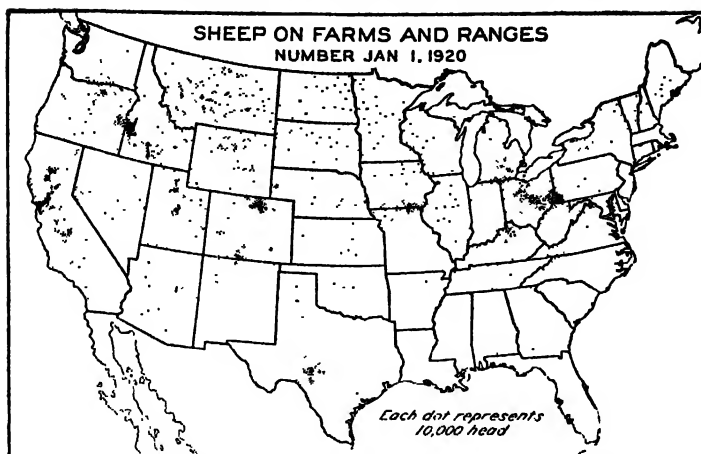 SHEEP ON FARMS AND RANGES
NUMBER JAN 1, 1920
Each dot represents
10,000 head